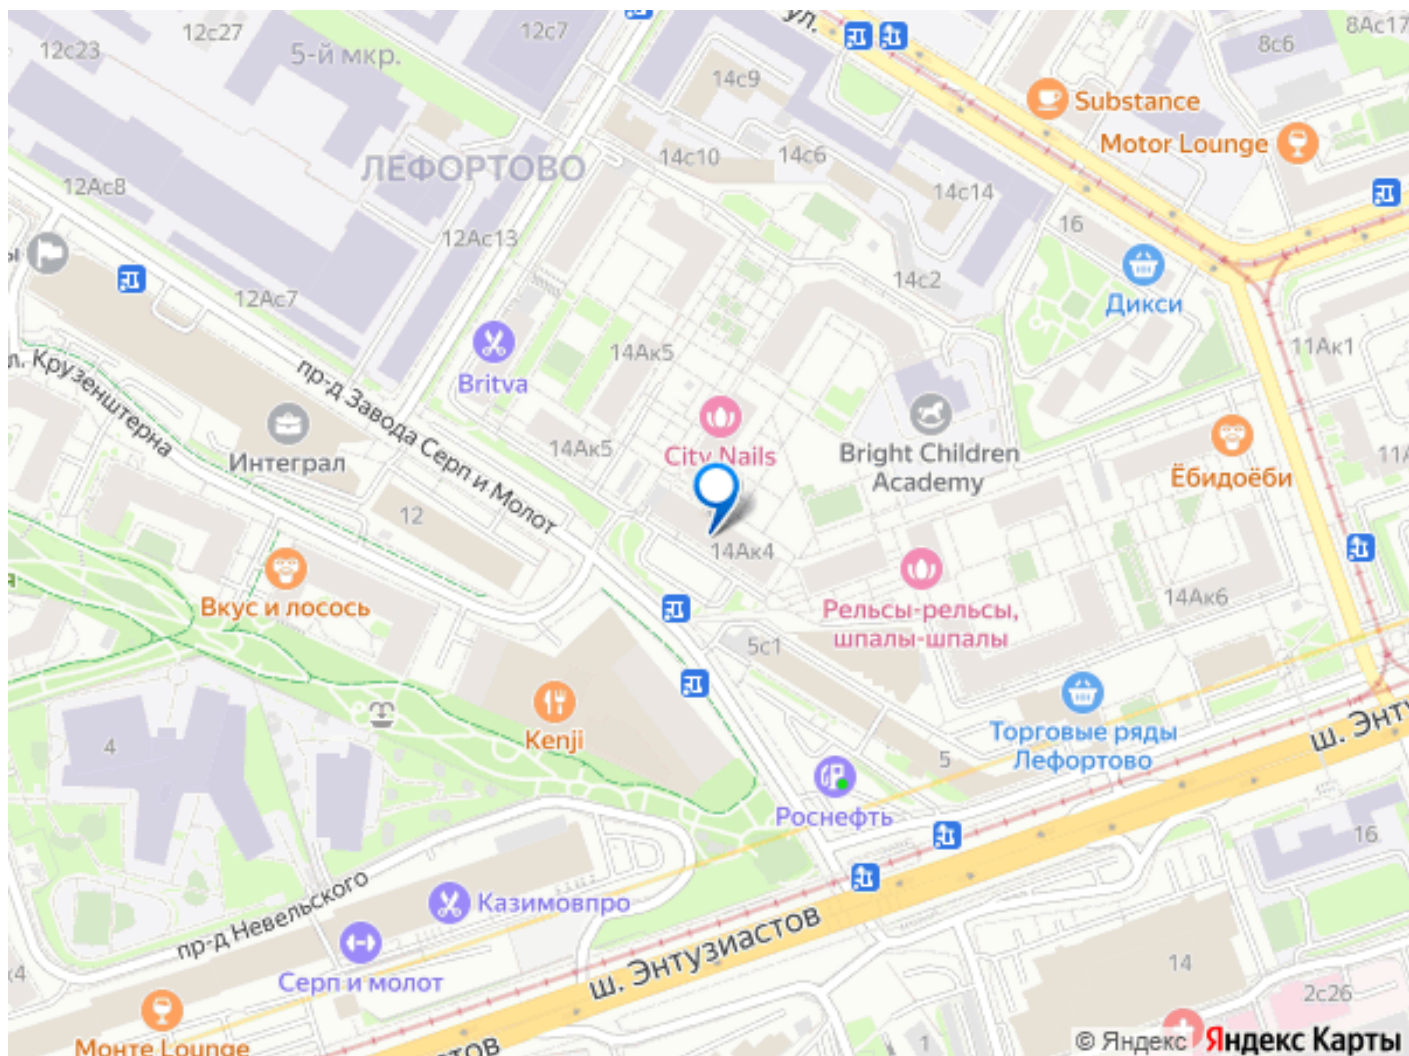 12с23
12с27
12с7
5-й мкр.
ул.
8с6
8Ас17
14с9
Substance
Motor Lounge
ЛЕФОРТОВО
14с10
14с6
12Ас8
14с14
16
12Ас13
14с2
12Ас7
Дикси
пр-д Завода Серп и Молот
14Ак5
11Ак1
Крузенштерна
Britva
City Nails
Bright Children
Academy
14Ак5
Интеграл
Ёбидоёби
12
14Ак4
Вкус и лосось
14Ак6
Рельсы-рельсы,
шпалы-шпалы
5с1
Kenji
Торговые ряды
Лефортово
4
5
Роснефть
16
пр-д Невельского
Казимовпро
ш. Энтузиастов
Серп и молот
14
2с26
1
Монте Lounge
© Яндекс Яндекс Карты